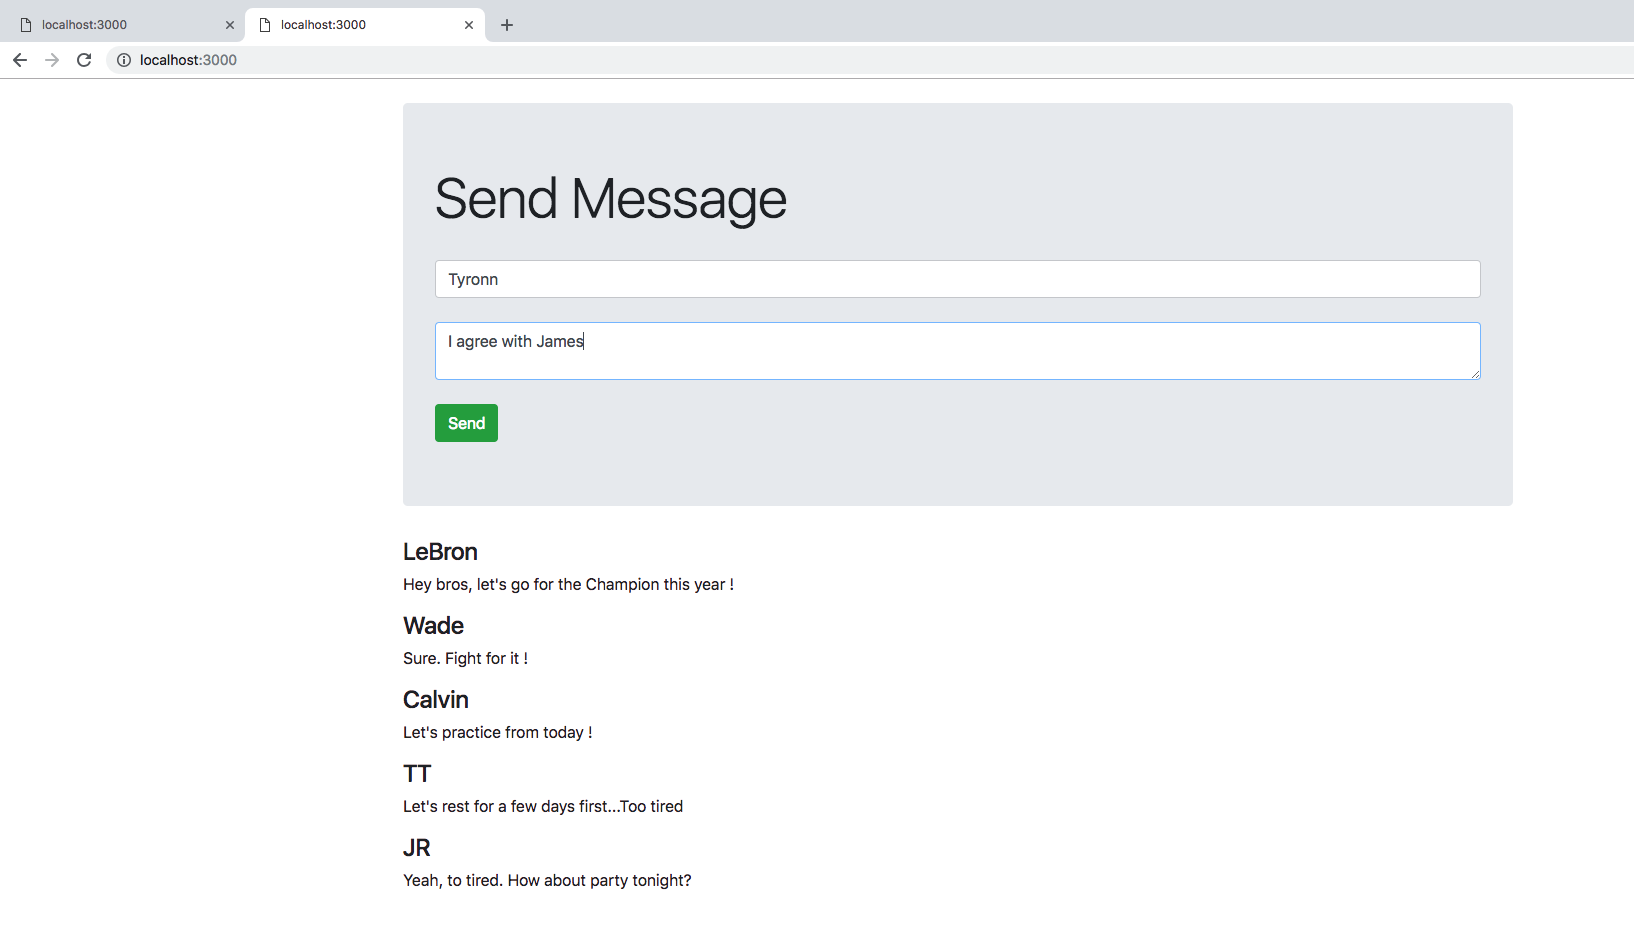 localhost:3000
localhost:3000
localhost:3000
Send Message
Tyronn
I agree with James
Send
LeBron
Hey bros, let's go for the Champion this year !
Wade
Sure. Fight for it !
Calvin
Let's practice from today !
TT
Let's rest for a few days first...Too tired
JR
Yeah, to tired. How about party tonight?